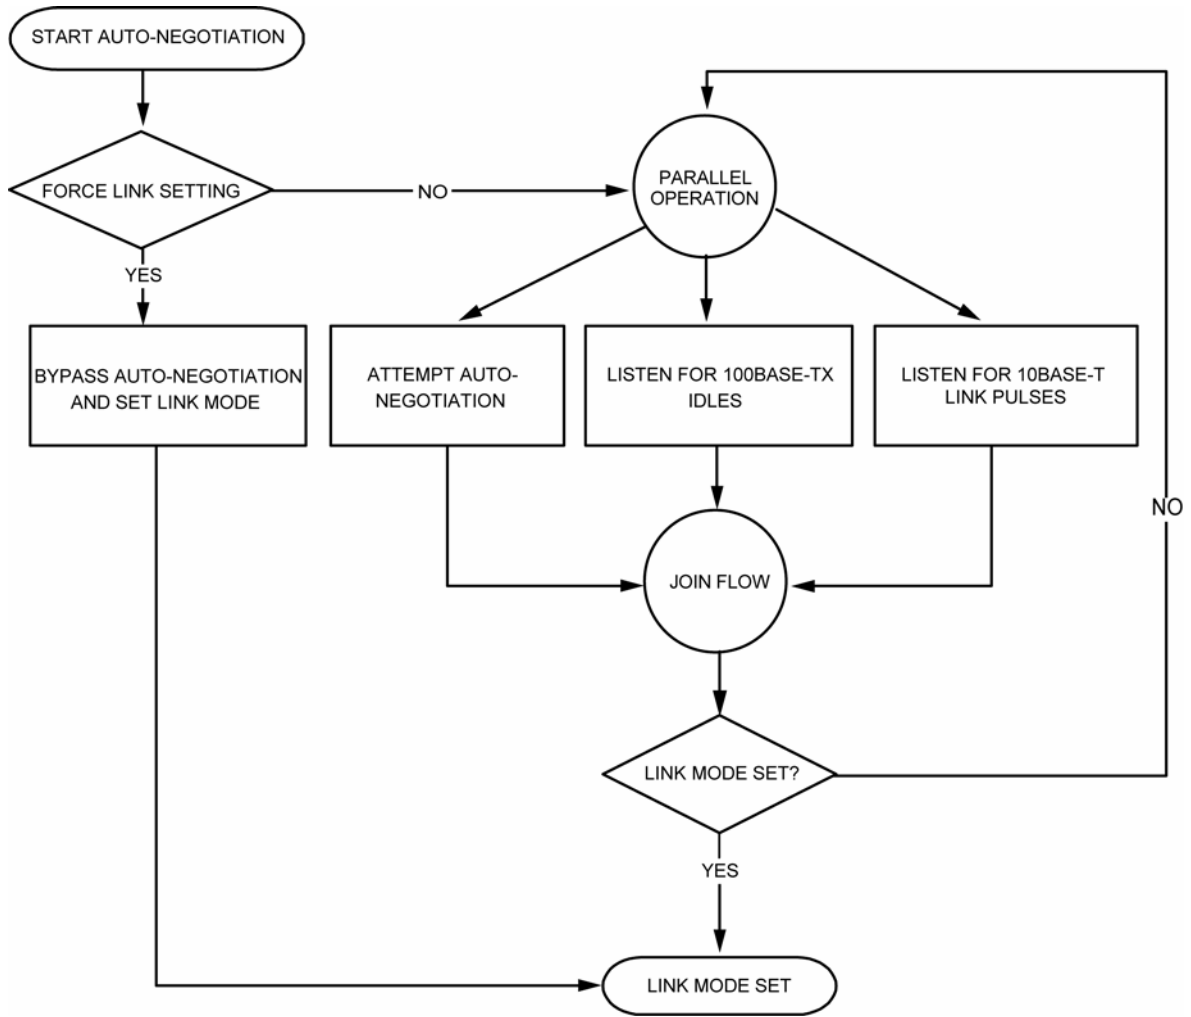 START AUTO-NEGOTIATION
FORCE LINK SETTING
NO
PARALLEL
OPERATION
YES
BYPASS AUTO-NEGOTIATION
AND SET LINK MODE
ATTEMPT AUTO-
NEGOTIATION
LISTEN FOR 100BASE-TX
IDLES
LISTEN FOR 10BASE-T
LINK PULSES
NO
JOIN FLOW
LINK MODE SET?
YES
LINK MODE SET